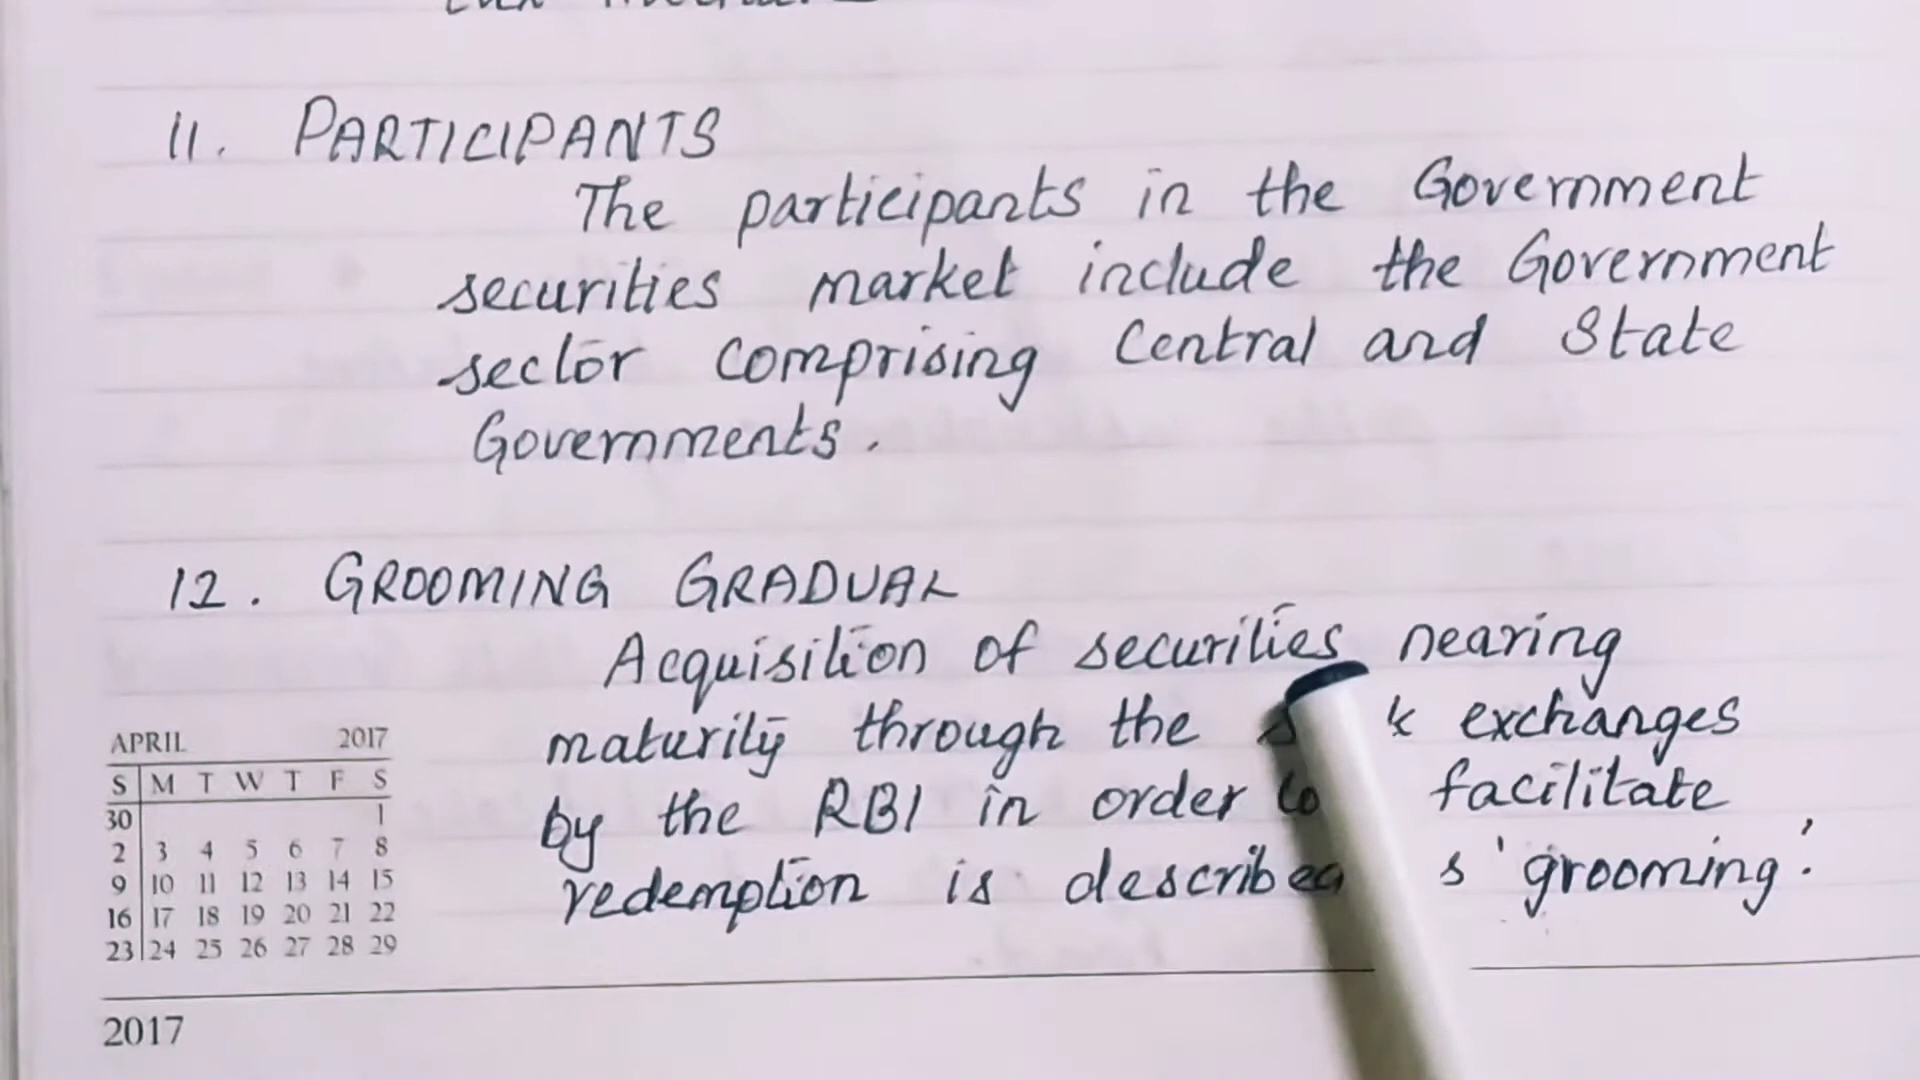 11. PARTICIPANTS
The participants in the Government
securities market include the Government
sector comprising Central and State
Governments.
12. GROOMING GRADUAL
Acquisition of securities nearing
maturity through the exchanges
by the RBI in order to facilitate
redemption is described 'grooming'.
APRIL 2017
S M T W T F S
30 1
2 3 4 5 6 7 8
9 10 11 12 13 14 15
16 17 18 19 20 21 22
23 24 25 26 27 28 29
2017